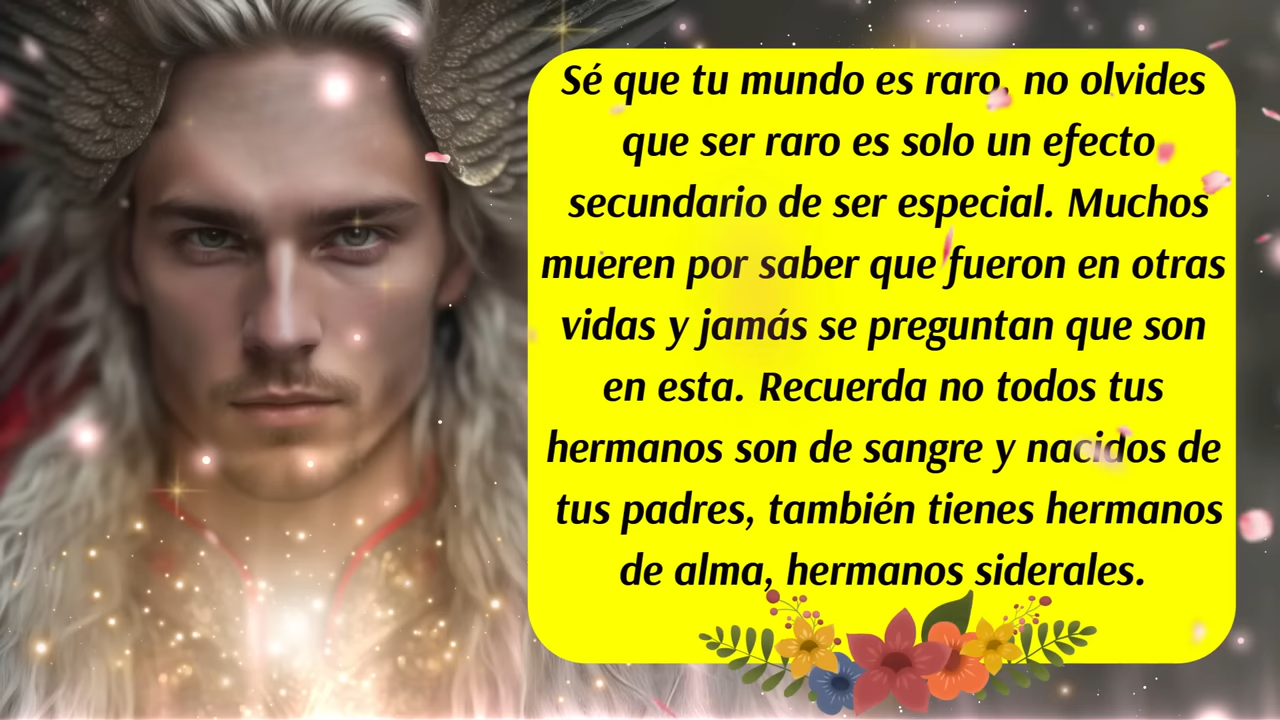 Sé que tu mundo es raro, no olvides
que ser raro es solo un efecto
secundario de ser especial. Muchos
mueren por saber que fueron en otras
vidas y jamás se preguntan que son
en esta. Recuerda no todos tus
hermanos son de sangre y nacidos de
tus padres, también tienes hermanos
de alma, hermanos siderales.